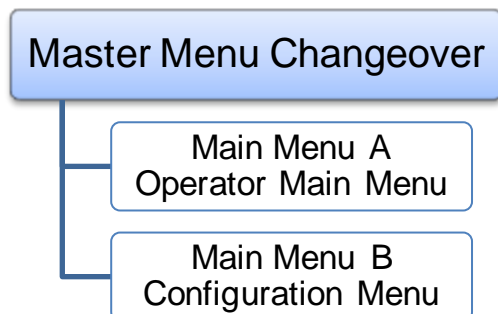 Master Menu Changeover
Main Menu A
Operator Main Menu
Main Menu B
Configuration Menu